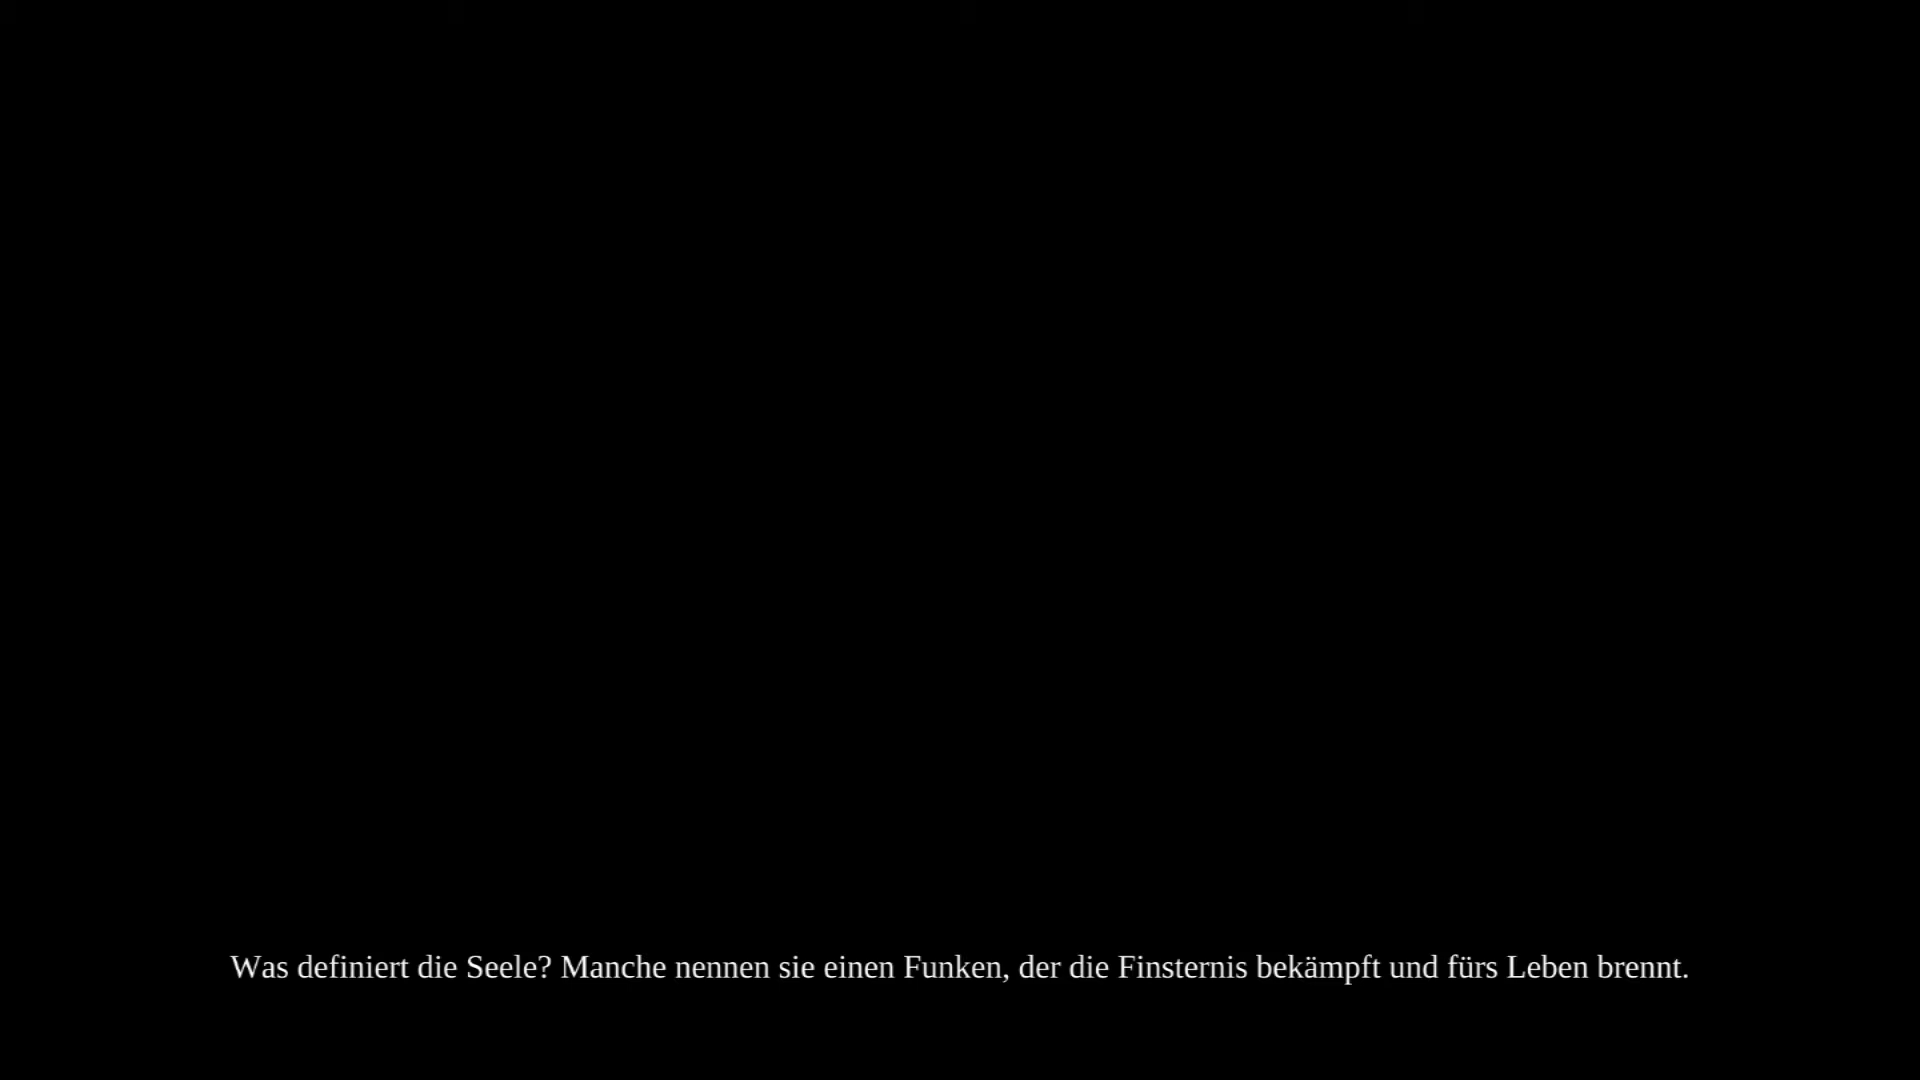 Was definiert die Seele? Manche nennen sie einen Funken, der die Finsternis bekämpft und fürs Leben brennt.